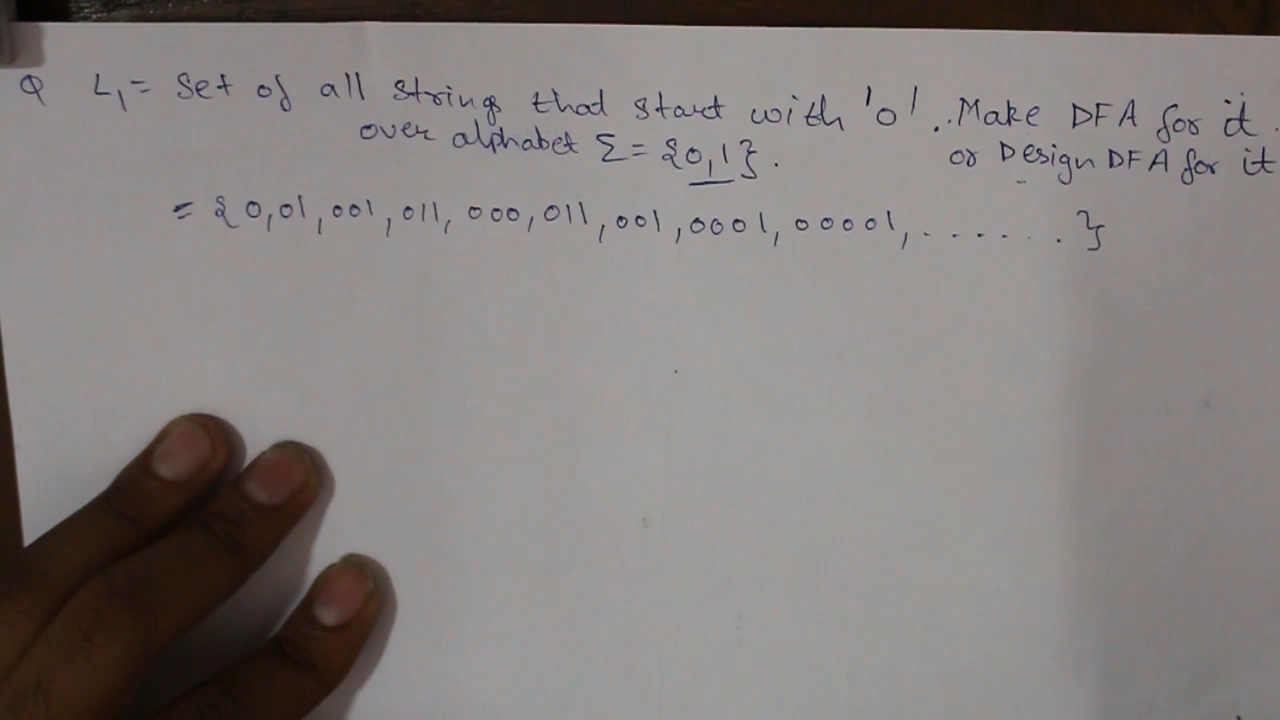 Q L₁ = Set of all strings that start with '0'. Make DFA for it.
over alphabet Σ = {0,1}. or Design DFA for it
= {0,01,001,011,000,011,001,0001,00001,.......}